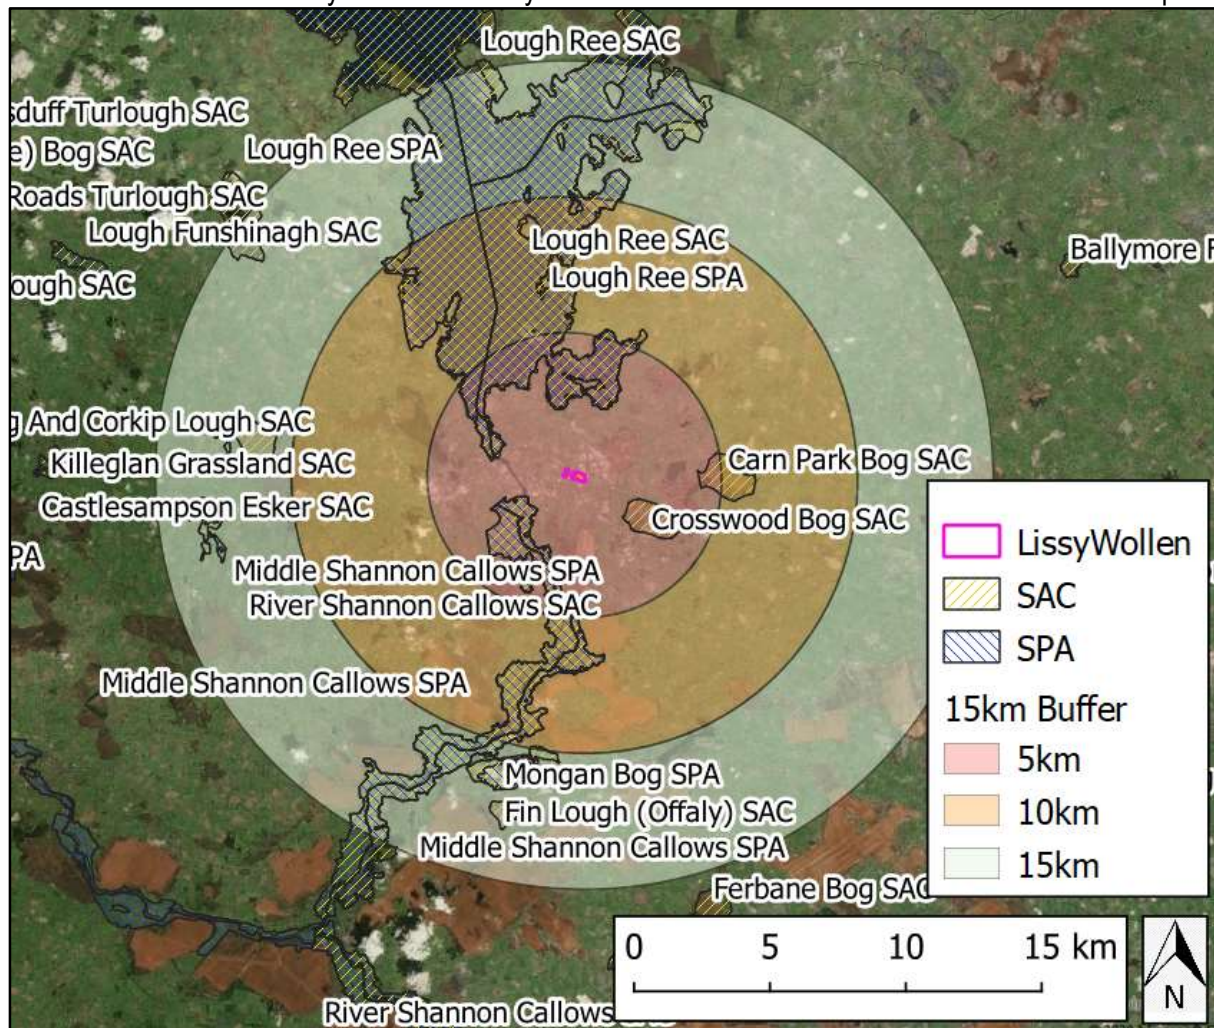 Lough Ree SAC
sduff Turlough SAC
Lough Ree SPA
e) Bog SAC
Roads Turlough SAC
Lough Funshinagh SAC
Lough Ree SAC
Lough Ree SPA
Ballymore F
ough SAC
g And Corkip Lough SAC
Killeglan Grassland SAC
Carn Park Bog SAC
Castlesampson Esker SAC
Crosswood Bog SAC
PA
Middle Shannon Callows SPA
River Shannon Callows SAC
Middle Shannon Callows SPA
Mongan Bog SPA
Fin Lough (Offaly) SAC
Middle Shannon Callows SPA
Ferbane Bog SAC
River Shannon Callows
LissyWollen
SAC
SPA
15km Buffer
5km
10km
15km
0 5 10 15 km
N